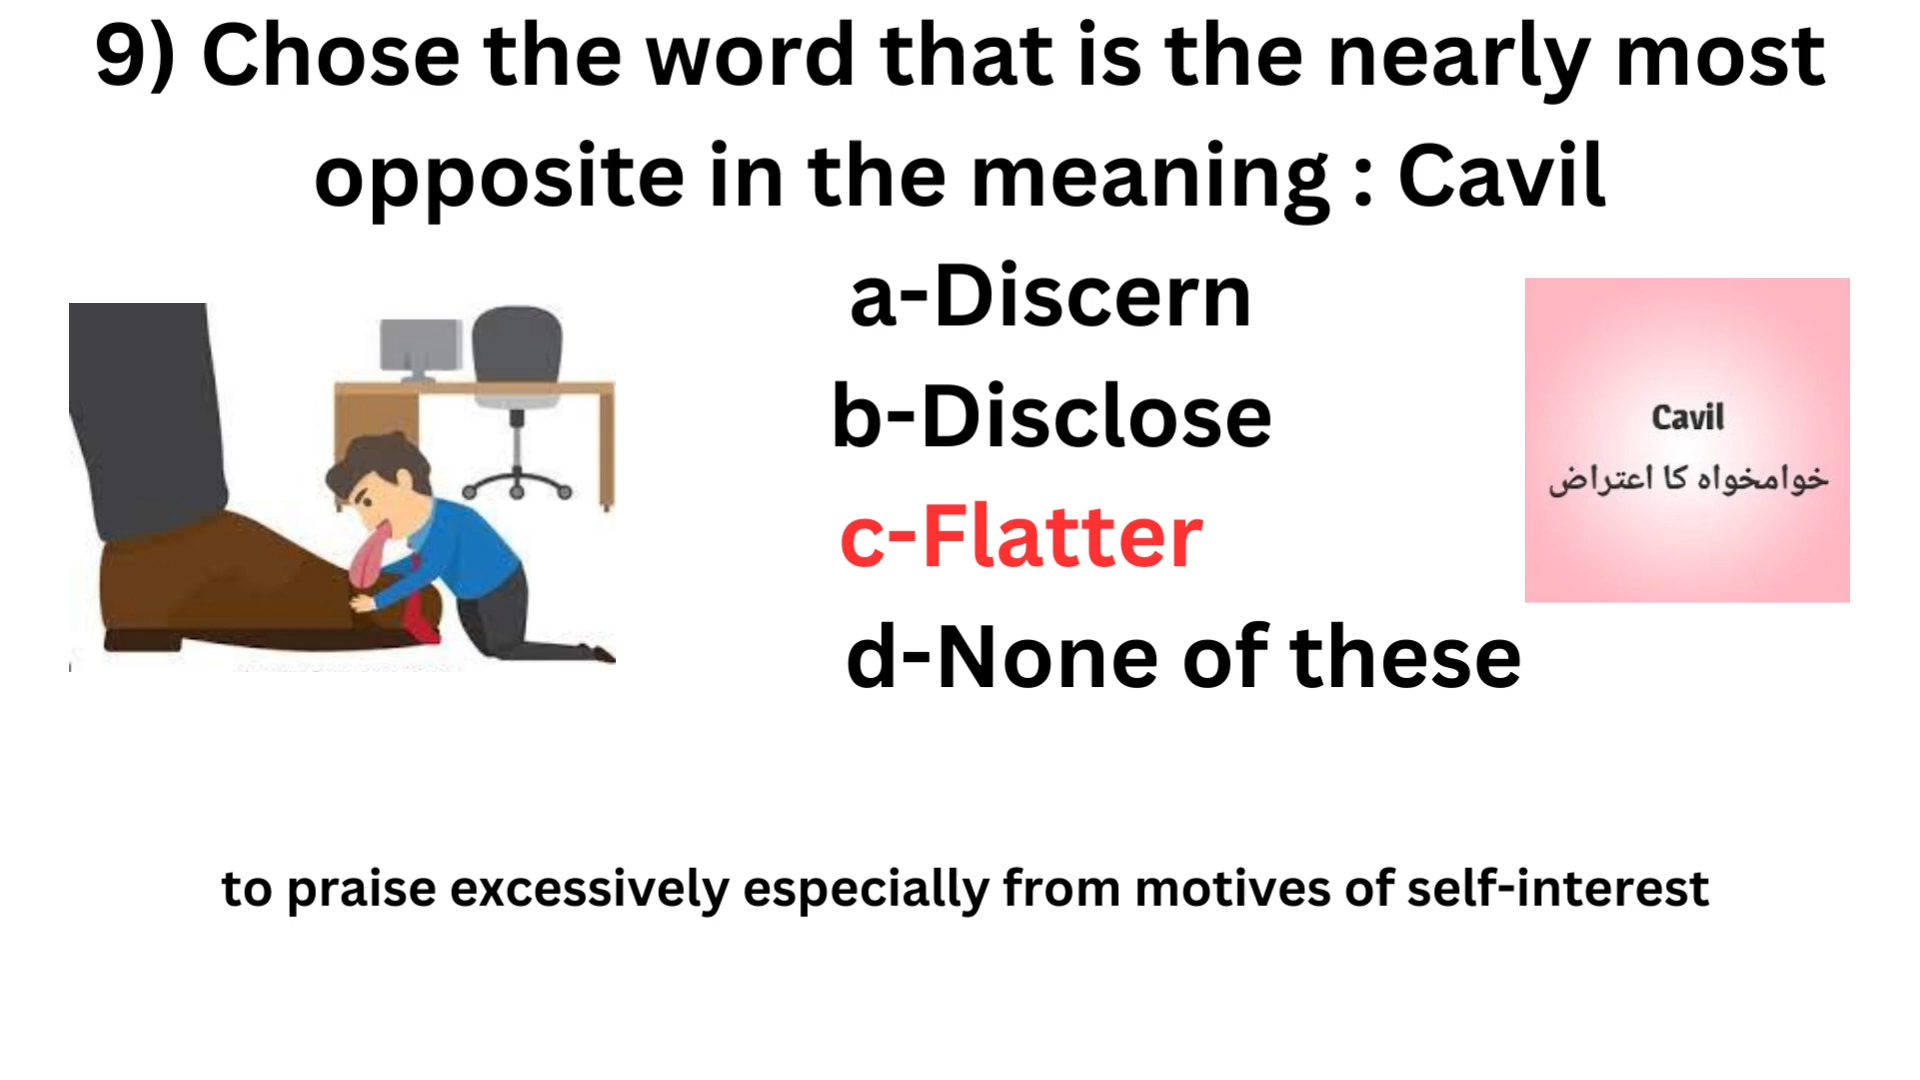 9) Chose the word that is the nearly most
opposite in the meaning : Cavil
a-Discern
b-Disclose
c-Flatter
d-None of these
Cavil
خوامخواہ کا اعتراض
to praise excessively especially from motives of self-interest